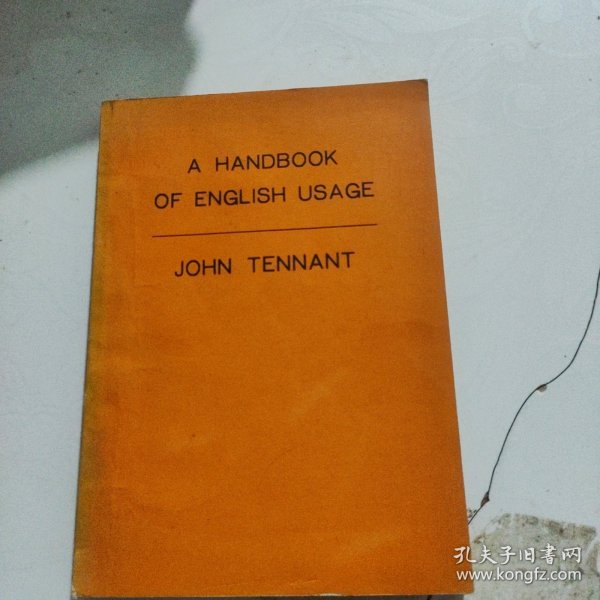 A HANDBOOK
OF ENGLISH USAGE
JOHN TENNANT
孔夫子旧书网
www.kongfz.com